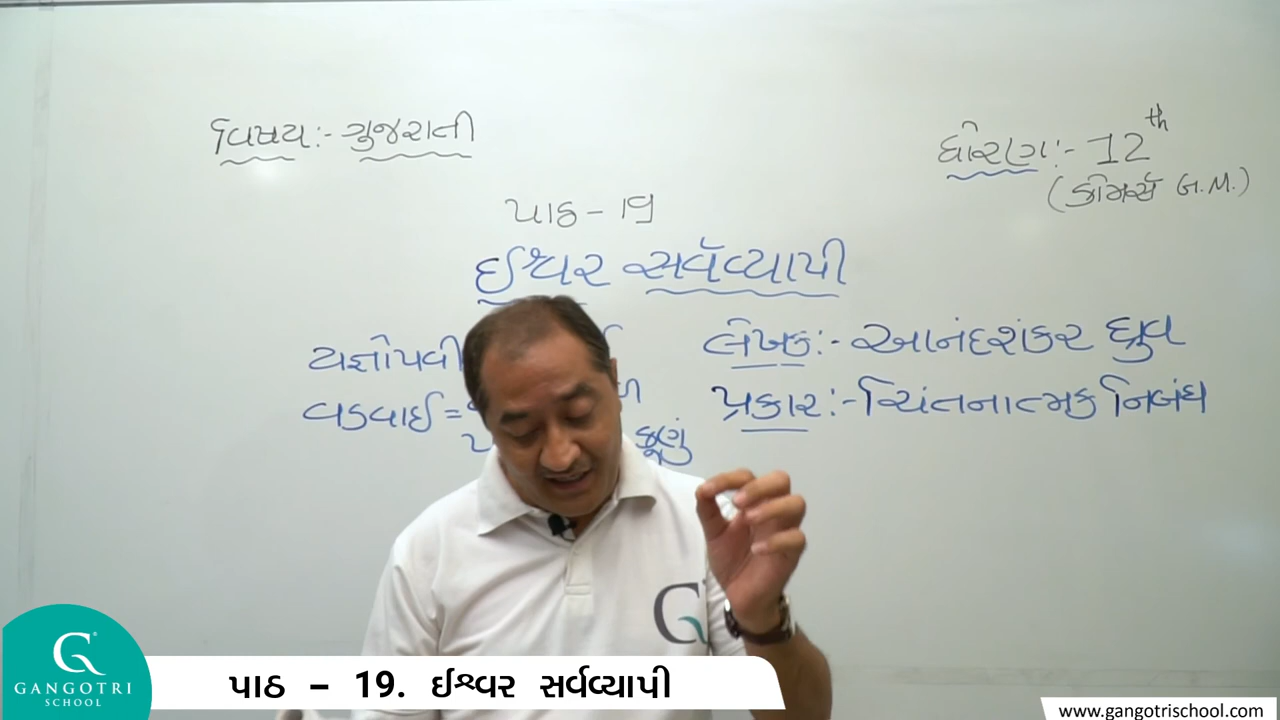 વિષય:- ગુજરાતી
ધોરણ:- 12th
(કોમર્સ G.M.)
પાઠ - ૧૯
ઈશ્વર સર્વવ્યાપી
લેખક:- આનંદશંકર ધ્રુવ
પ્રકાર:- ચિંતનાત્મક નિબંધ
વડવાઈ =
G
G
GANGOTRI
SCHOOL
પાઠ – 19. ઈશ્વર સર્વવ્યાપી
www.gangotrischool.com